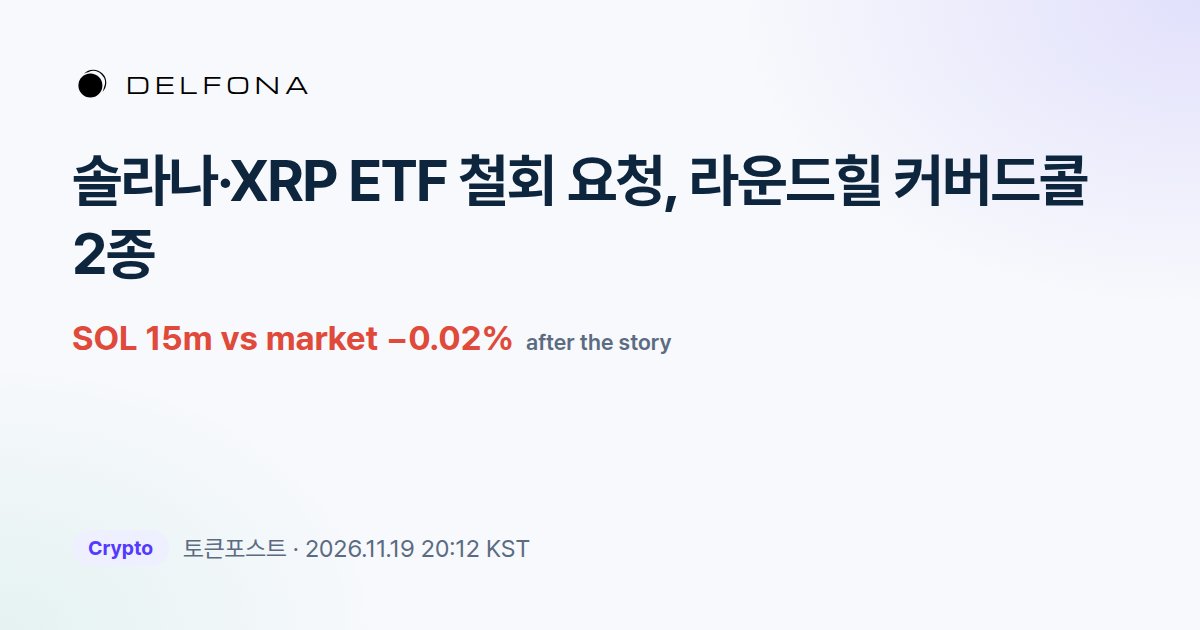 DELFONA
솔라나·XRP ETF 철회 요청, 라운드힐 커버드콜
2종
SOL 15m vs market −0.02% after the story
Crypto 토큰포스트 · 2026.11.19 20:12 KST